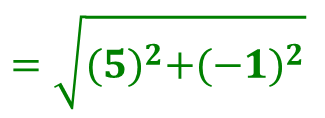 = √(5)²+(−1)²